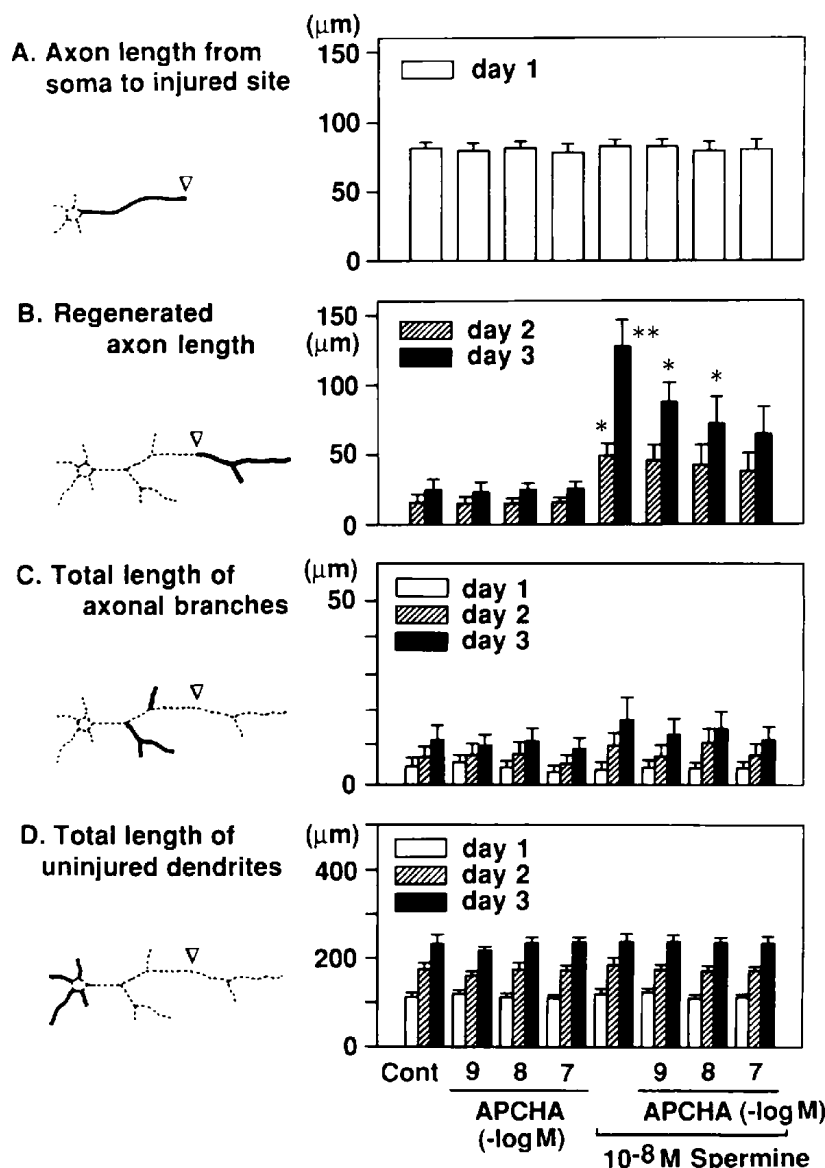 A. Axon length from
soma to injured site
(μm)
150
100
50
0
day 1
B. Regenerated
axon length
150
(μm)
100
50
0
day 2
day 3
*
**
*
*
C. Total length of
axonal branches
(μm)
50
0
day 1
day 2
day 3
D. Total length of
uninjured dendrites
(μm)
400
200
0
day 1
day 2
day 3
Cont 9 8 7 9 8 7
APCHA APCHA (-log M)
(-log M)
10-8 M Spermine